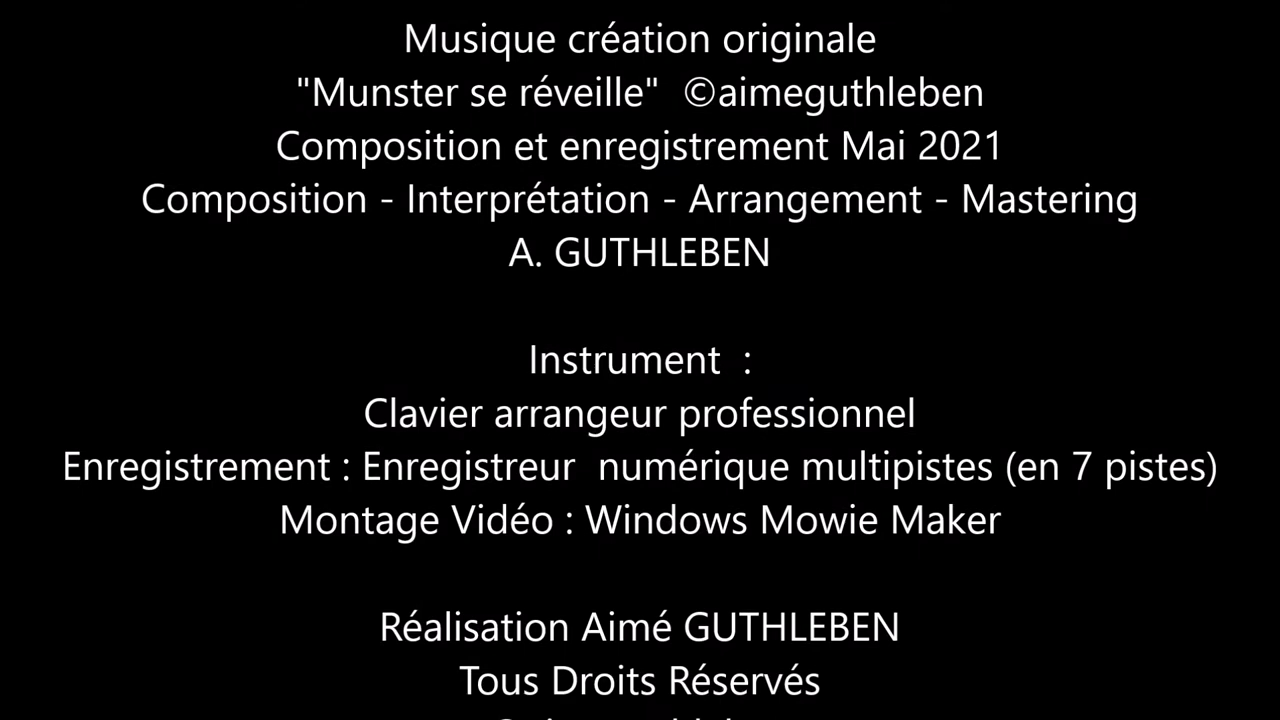 Musique création originale
"Munster se réveille"  ©aimeguthleben
Composition et enregistrement Mai 2021
Composition - Interprétation - Arrangement - Mastering
A. GUTHLEBEN
Instrument  :
Clavier arrangeur professionnel
Enregistrement : Enregistreur  numérique multipistes (en 7 pistes)
Montage Vidéo : Windows Mowie Maker
Réalisation Aimé GUTHLEBEN
Tous Droits Réservés